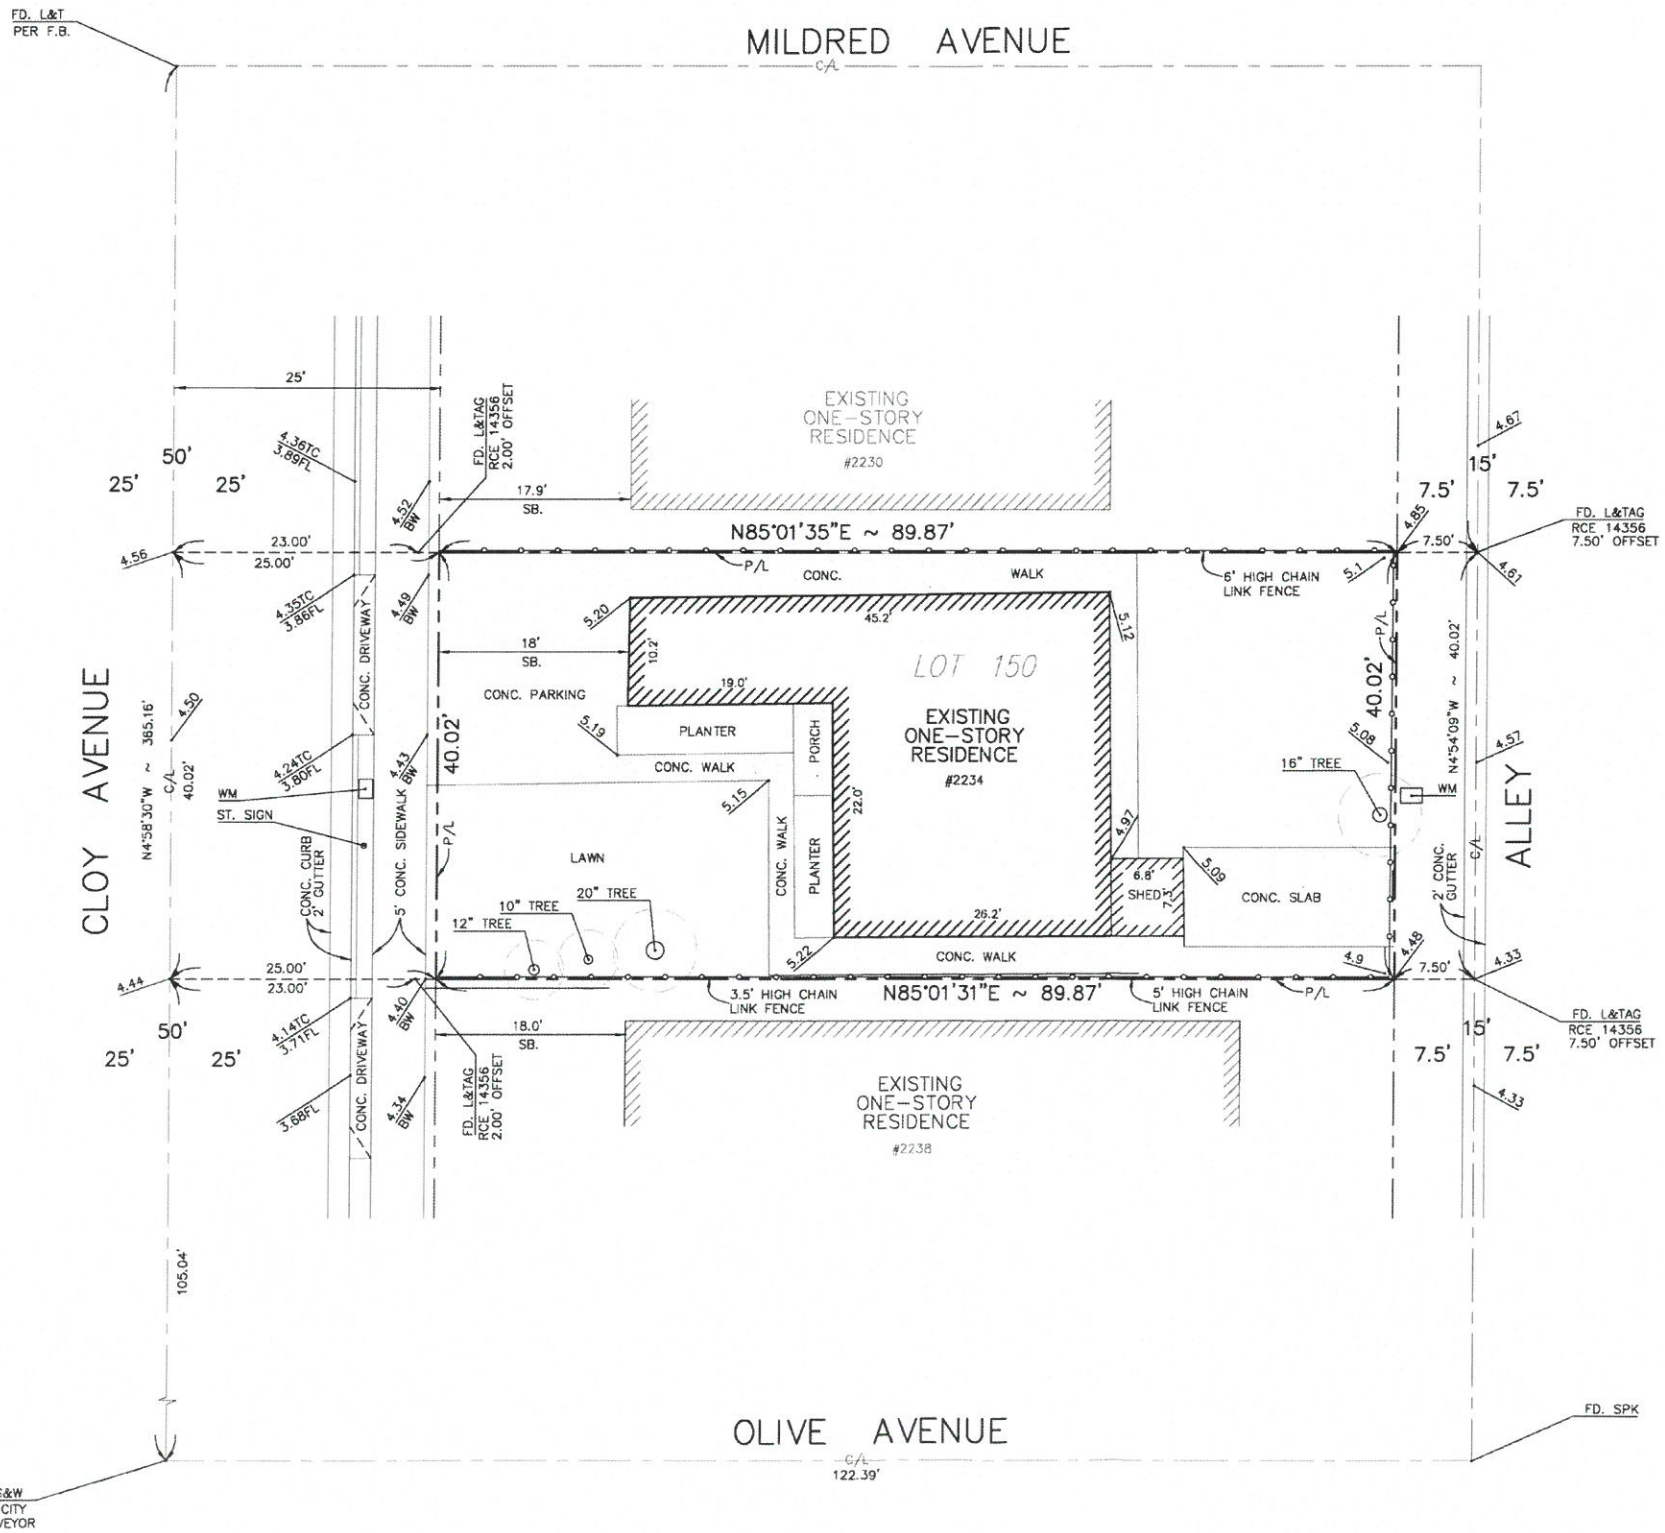 FD. L&T
PER F.B.
MILDRED AVENUE
C/L
25'
FD. L&TAG
RCE 14356
2.00' OFFSET
EXISTING
ONE-STORY
RESIDENCE
#2230
4.36TC
3.89FL
50'
25' 25'
4.52
BW
17.9'
SB.
4.67
15'
7.5' 7.5'
4.85
FD. L&TAG
RCE 14356
7.50' OFFSET
N85°01'35"E ~ 89.87'
4.56
23.00'
25.00'
7.50'
4.61
P/L
CONC. WALK
6' HIGH CHAIN
LINK FENCE
5.1
4.35TC
3.86FL
4.49
BW
CONC. DRIVEWAY
5.20
45.2'
5.12
P/L
18'
SB.
10.2'
19.0'
LOT 150
CONC. PARKING
40.02'
40.02'
N4°54'09"W ~ 40.02'
CLOY AVENUE
N4°58'30"W ~ 365.16'
C/L
40.02'
4.50
5.19
PLANTER
PORCH
EXISTING
ONE-STORY
RESIDENCE
#2234
5.08
4.57
4.24TC
3.80FL
4.43
BW
CONC. WALK
16" TREE
WM
WM
ST. SIGN
5.15
22.0'
4.97
ALLEY
C/L
P/L
5' CONC. SIDEWALK
CONC. CURB
2' GUTTER
LAWN
CONC. WALK
PLANTER
6.8'
SHED
7.3'
5.09
CONC. SLAB
2' CONC.
GUTTER
20" TREE
10" TREE
12" TREE
26.2'
5.22
CONC. WALK
4.9
4.48
4.33
25.00'
23.00'
4.44
7.50'
4.40
BW
3.5' HIGH CHAIN
LINK FENCE
N85°01'31"E ~ 89.87'
5' HIGH CHAIN
LINK FENCE
P/L
4.14TC
3.71FL
50'
25' 25'
18.0'
SB.
FD. L&TAG
RCE 14356
7.50' OFFSET
15'
7.5' 7.5'
CONC. DRIVEWAY
3.68FL
4.34
BW
FD. L&TAG
RCE 14356
2.00' OFFSET
EXISTING
ONE-STORY
RESIDENCE
#2238
4.33
105.04'
OLIVE AVENUE
C/L
122.39'
FD. SPK
&W
CITY
VEYOR